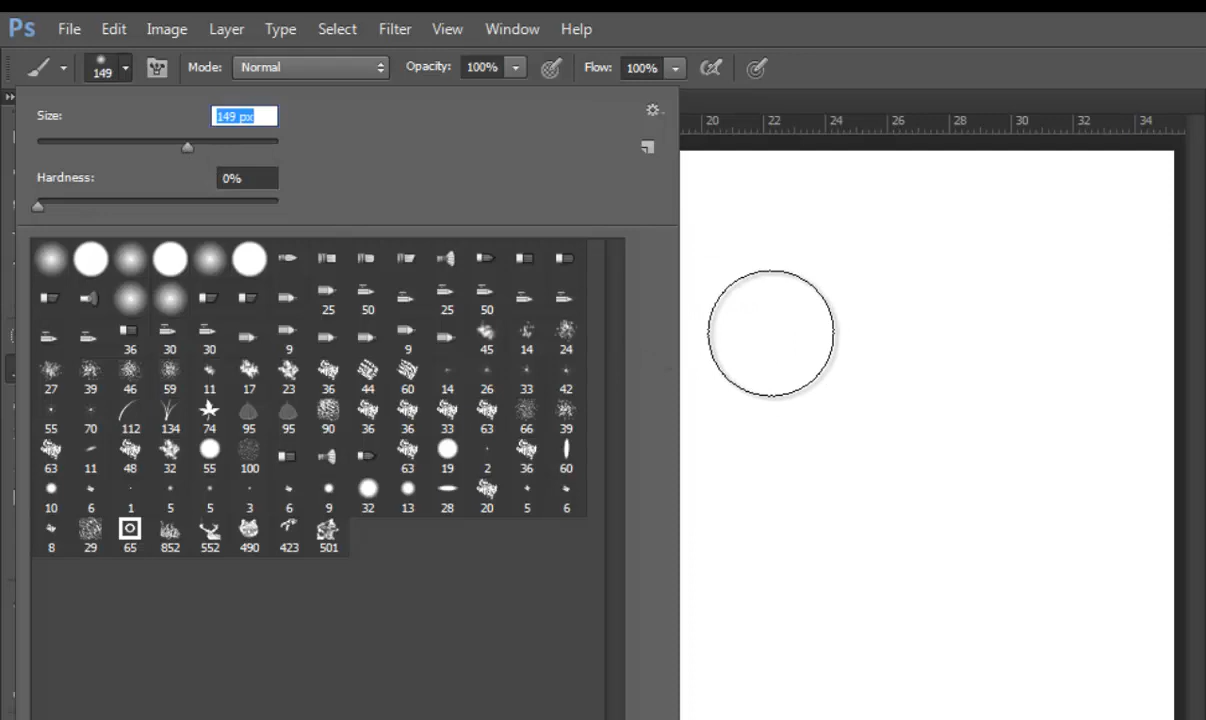 Ps File Edit Image Layer Type Select Filter View Window Help
149 Mode: Normal Opacity: 100% Flow: 100%
Size: 149 px
20 22 24 26 28 30 32 34
Hardness: 0%
25 50 25 50
36 30 30 9 9 45 14 24
27 39 46 59 11 17 23 36 44 60 14 26 33 42
55 70 112 134 74 95 95 90 36 36 33 63 66 39
63 11 48 32 55 100 63 19 2 36 60
10 6 1 5 5 3 6 9 32 13 28 20 5 6
8 29 65 852 552 490 423 501